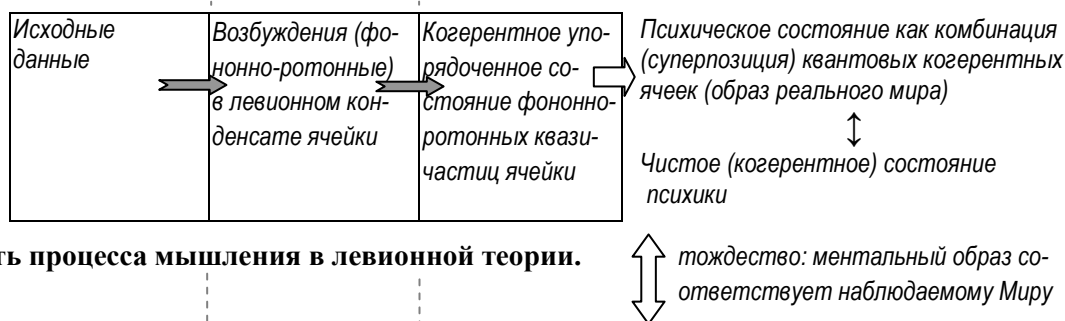 Исходные
данные
Возбуждения (фо-
нонно-ротонные)
в левионном кон-
денсате ячейки
Когерентное упо-
рядоченное со-
стояние фононно-
ротонных квази-
частиц ячейки
Психическое состояние как комбинация
(суперпозиция) квантовых когерентных
ячеек (образ реального мира)
Чистое (когерентное) состояние
психики
ть процесса мышления в левионной теории.
тождество: ментальный образ со-
ответствует наблюдаемому Миру